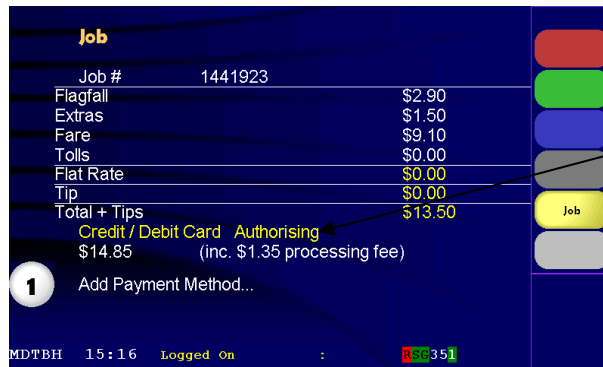 Job
Job # 1441923
Flagfall $2.90
Extras $1.50
Fare $9.10
Tolls $0.00
Flat Rate $0.00
Tip $0.00
Total + Tips $13.50
Credit / Debit Card Authorising
$14.85 (inc. $1.35 processing fee)
Job
1 Add Payment Method...
MDTBH 15:16 Logged On : RSG351